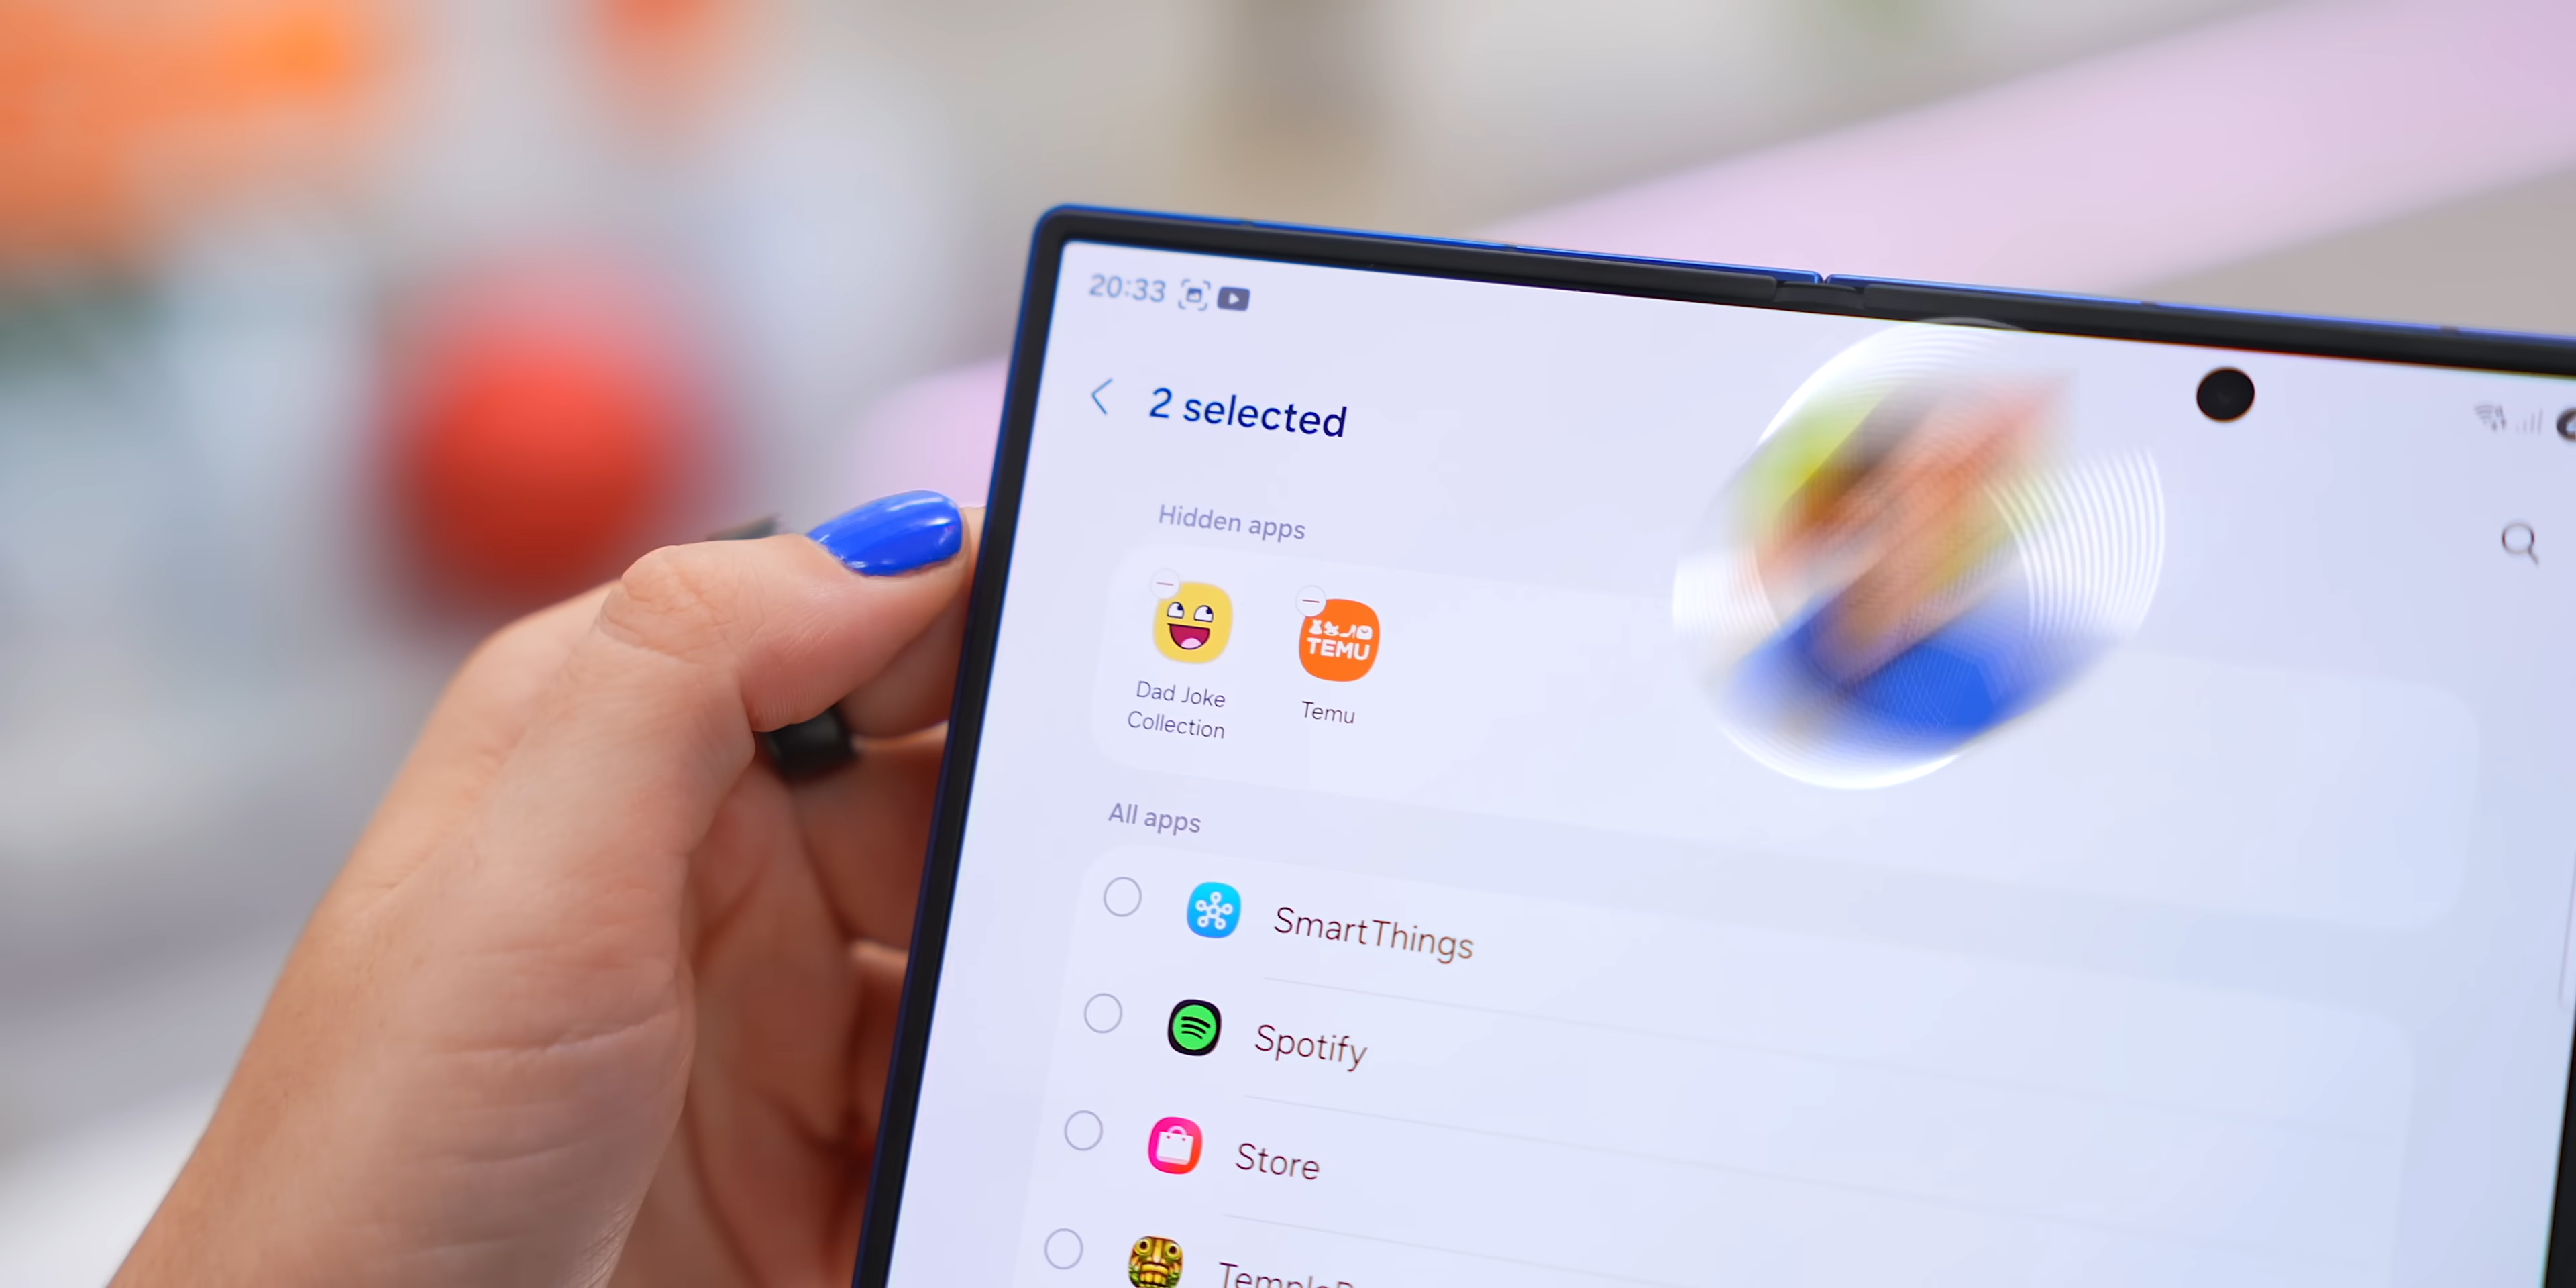 20:33
2 selected
Hidden apps
TEMU
Dad Joke
Collection
Temu
All apps
SmartThings
Spotify
Store